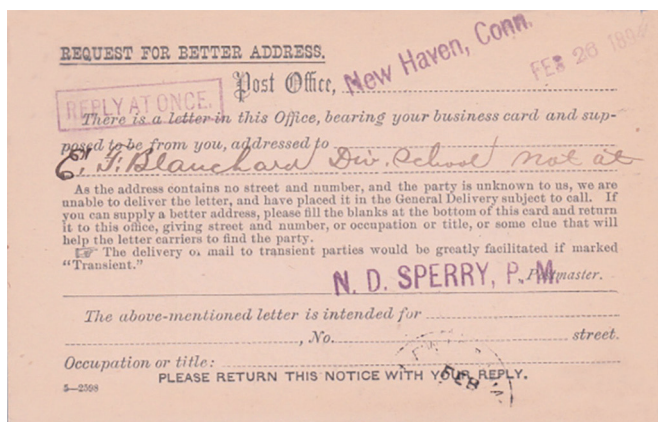 REQUEST FOR BETTER ADDRESS.
Post Office, New Haven, Conn. FEB 26 1894
REPLY AT ONCE.
There is a letter in this Office, bearing your business card and sup-
posed to be from you, addressed to
E. F. Blanchard Div. School not at
As the address contains no street and number, and the party is unknown to us, we are
unable to deliver the letter, and have placed it in the General Delivery subject to call. If
you can supply a better address, please fill the blanks at the bottom of this card and return
it to this office, giving street and number, or occupation or title, or some clue that will
help the letter carriers to find the party.
☞ The delivery of mail to transient parties would be greatly facilitated if marked
“Transient.”
N. D. SPERRY, P. M. Postmaster.
The above-mentioned letter is intended for
, No. street.
Occupation or title:
PLEASE RETURN THIS NOTICE WITH YOUR REPLY.
5—2598
FEB